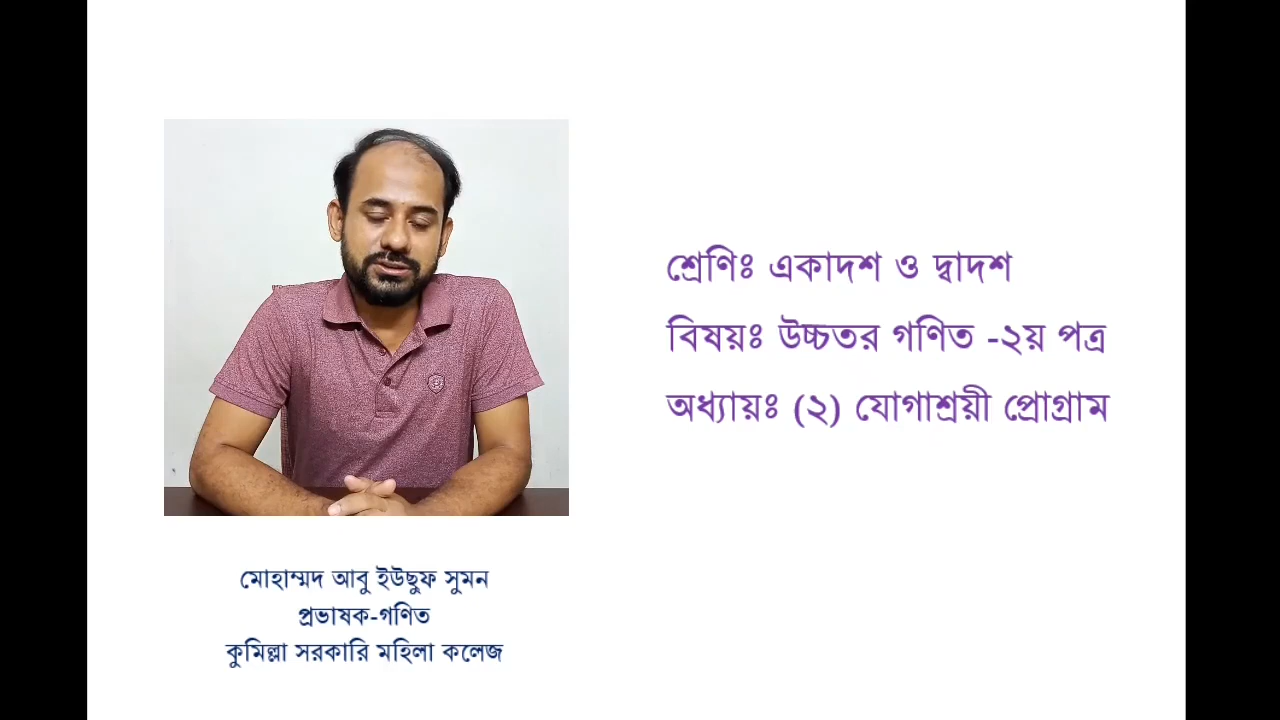 শ্রেণিঃ একাদশ ও দ্বাদশ
বিষয়ঃ উচ্চতর গণিত -২য় পত্র
অধ্যায়ঃ (২) যোগাশ্রয়ী প্রোগ্রাম
মোহাম্মদ আবু ইউছুফ সুমন
প্রভাষক-গণিত
কুমিল্লা সরকারি মহিলা কলেজ